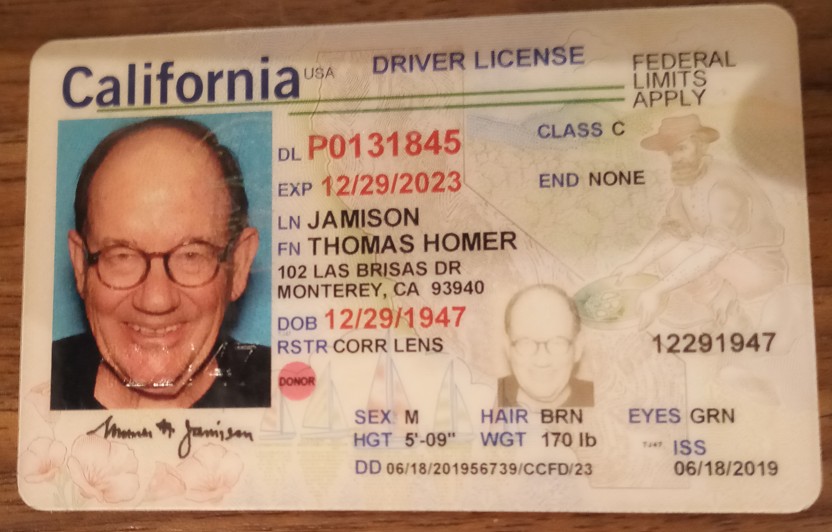 California USA DRIVER LICENSE
FEDERAL
LIMITS
APPLY
DL P0131845
CLASS C
EXP 12/29/2023
END NONE
LN JAMISON
FN THOMAS HOMER
102 LAS BRISAS DR
MONTEREY, CA 93940
DOB 12/29/1947
RSTR CORR LENS
12291947
DONOR
SEX M HAIR BRN EYES GRN
HGT 5'-09" WGT 170 lb
ISS
DD 06/18/201956739/CCFD/23
06/18/2019
Jamison